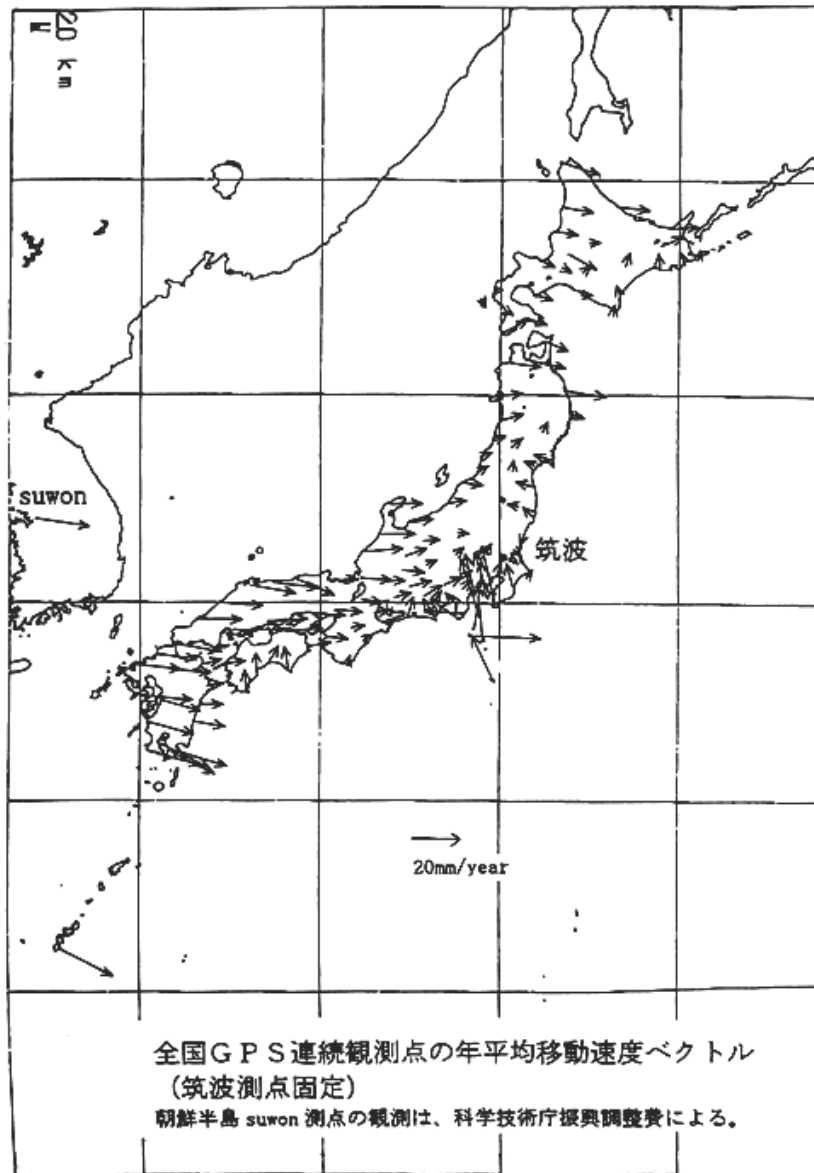 20 km
suwon
筑波
20mm/year
全国GPS連続観測点の年平均移動速度ベクトル
(筑波測点固定)
朝鮮半島 suwon 測点の観測は、科学技術庁振興調整費による。